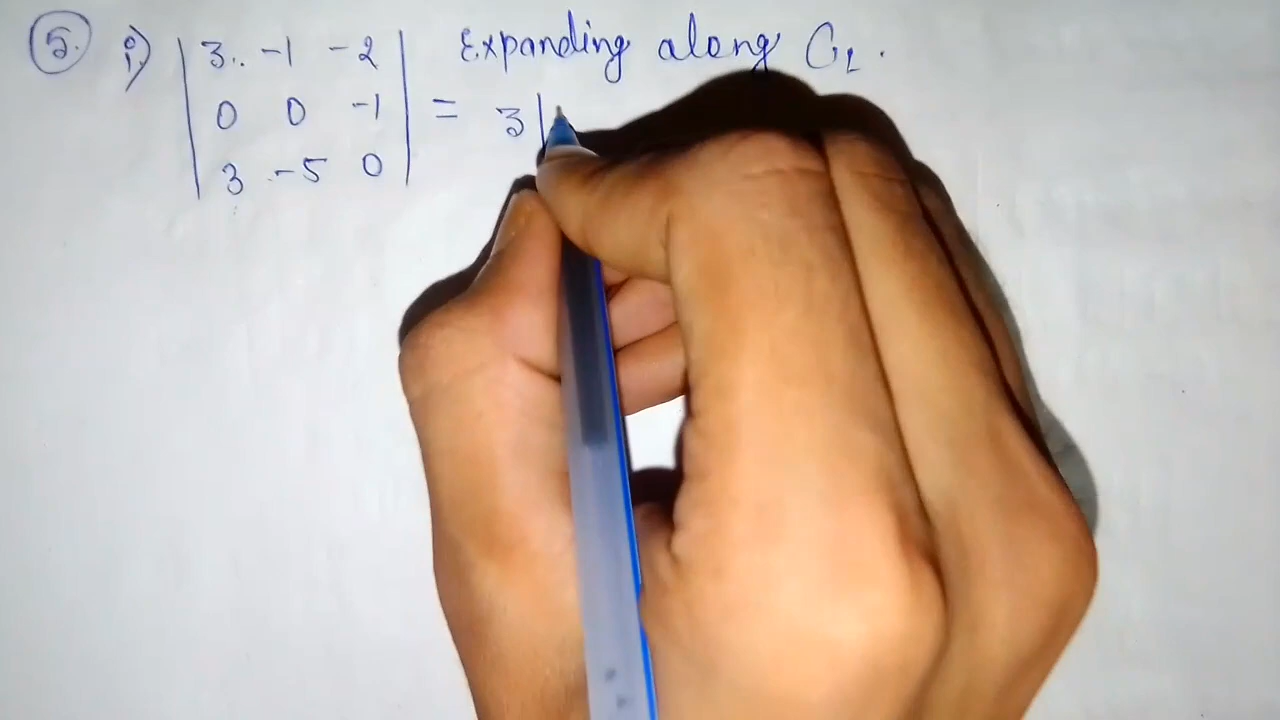 5. i) | 3 -1 -2 | Expanding along C1.
| 0 0 -1 | = 3 |
| 3 -5 0 |